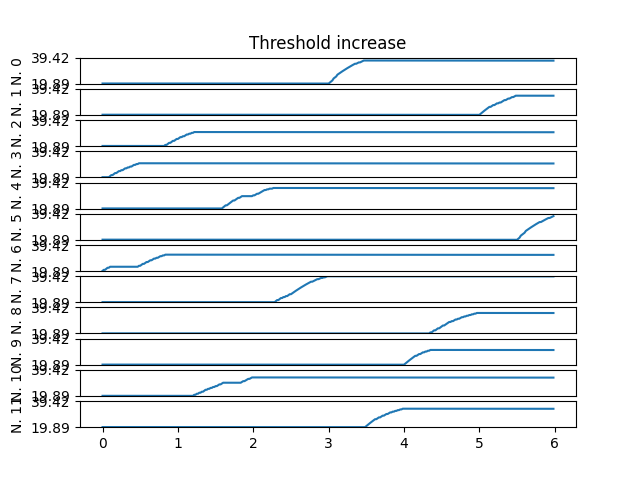 Threshold increase
39.42
19.89
N. 0
39.42
19.89
N. 1
39.42
19.89
N. 2
39.42
19.89
N. 3
39.42
19.89
N. 4
39.42
19.89
N. 5
39.42
19.89
N. 6
39.42
19.89
N. 7
39.42
19.89
N. 8
39.42
19.89
N. 9
39.42
19.89
N. 10
39.42
19.89
N. 11
0 1 2 3 4 5 6